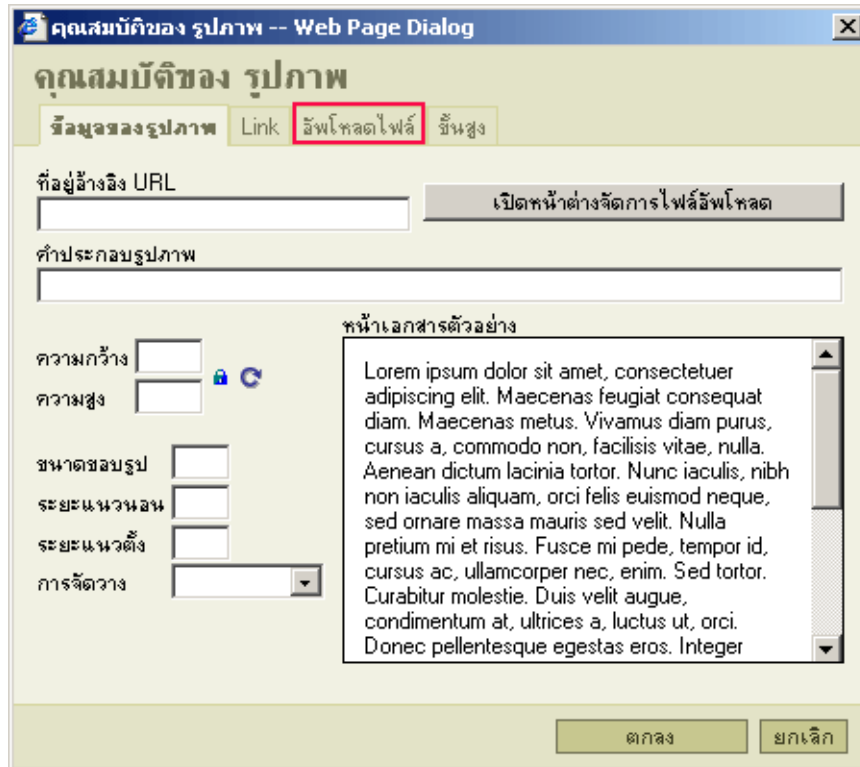 คุณสมบัติของ รูปภาพ -- Web Page Dialog
คุณสมบัติของ รูปภาพ
ข้อมูลของรูปภาพ Link อัพโหลดไฟล์ ขั้นสูง
ที่อยู่อ้างอิง URL
เปิดหน้าต่างจัดการไฟล์อัพโหลด
คำประกอบรูปภาพ
ความกว้าง
ความสูง
ขนาดขอบรูป
ระยะแนวนอน
ระยะแนวตั้ง
การจัดวาง
หน้าเอกสารตัวอย่าง
Lorem ipsum dolor sit amet, consectetuer
adipiscing elit. Maecenas feugiat consequat
diam. Maecenas metus. Vivamus diam purus,
cursus a, commodo non, facilisis vitae, nulla.
Aenean dictum lacinia tortor. Nunc iaculis, nibh
non iaculis aliquam, orci felis euismod neque,
sed ornare massa mauris sed velit. Nulla
pretium mi et risus. Fusce mi pede, tempor id,
cursus ac, ullamcorper nec, enim. Sed tortor.
Curabitur molestie. Duis velit augue,
condimentum at, ultrices a, luctus ut, orci.
Donec pellentesque egestas eros. Integer
ตกลง ยกเลิก